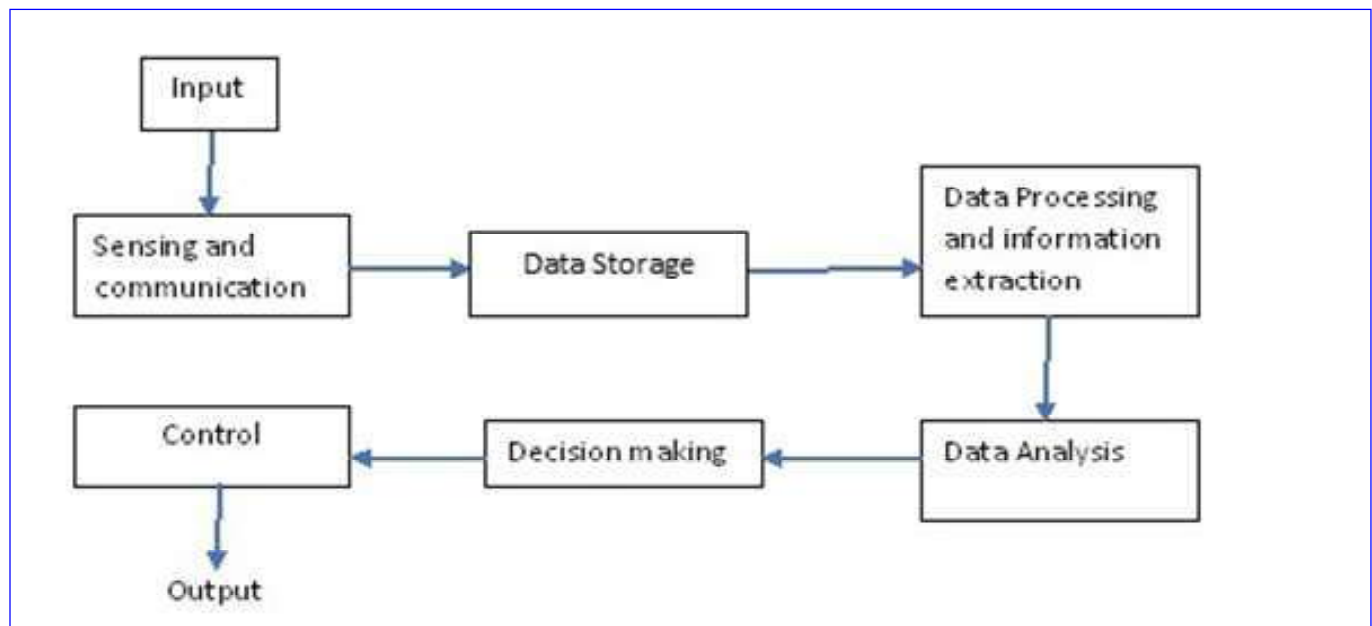 Input
Sensing and
communication
Data Storage
Data Processing
and information
extraction
Data Analysis
Decision making
Control
Output